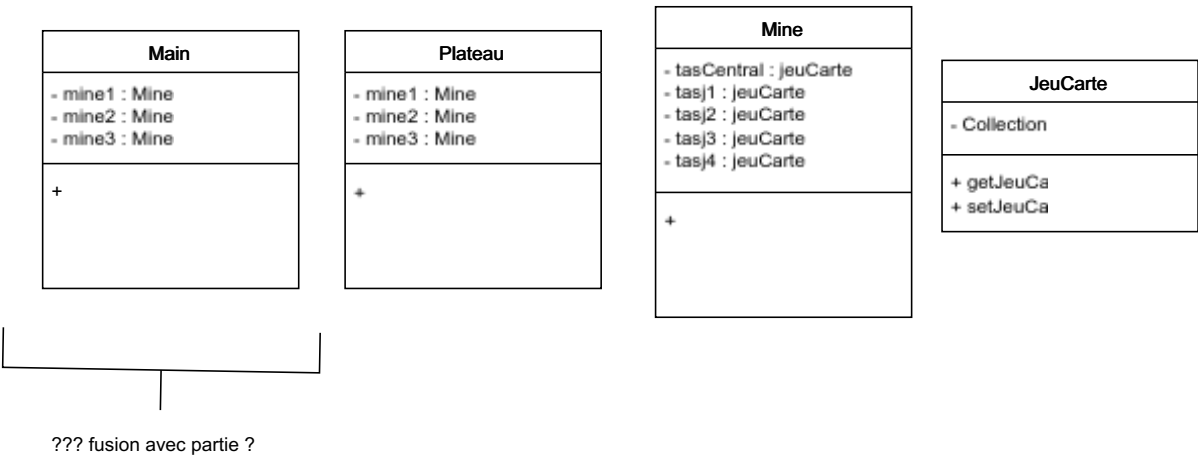 Main
- mine1 : Mine
- mine2 : Mine
- mine3 : Mine
+
Plateau
- mine1 : Mine
- mine2 : Mine
- mine3 : Mine
+
Mine
- tasCentral : jeuCarte
- tasj1 : jeuCarte
- tasj2 : jeuCarte
- tasj3 : jeuCarte
- tasj4 : jeuCarte
+
JeuCarte
- Collection
+ getJeuCa
+ setJeuCa
??? fusion avec partie ?